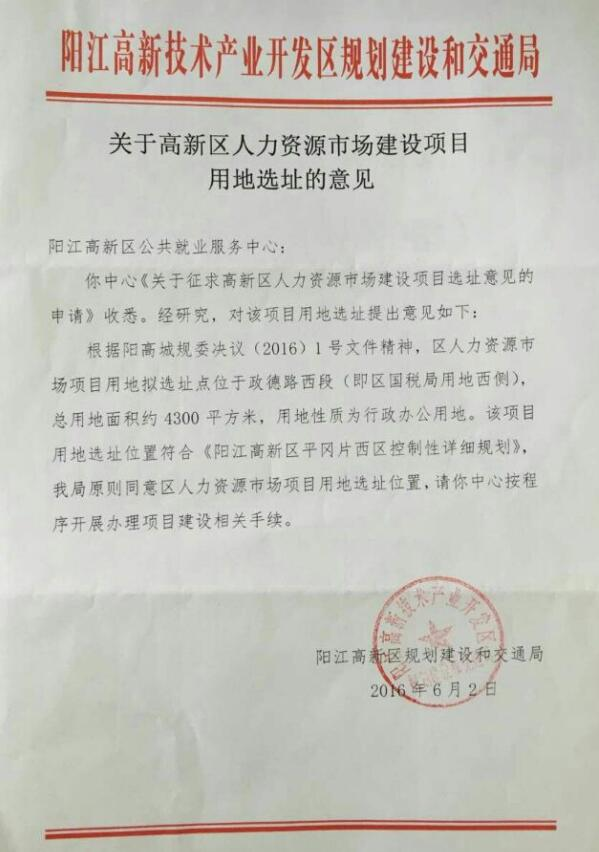 阳江高新技术产业开发区规划建设和交通局
关于高新区人力资源市场建设项目
用地选址的意见
阳江高新区公共就业服务中心：
你中心《关于征求高新区人力资源市场建设项目选址意见的
申请》收悉。经研究，对该项目用地选址提出意见如下：
根据阳高城规委决议（2016）1号文件精神，区人力资源市
场项目用地拟选址点位于政德路西段（即区国税局用地西侧），
总用地面积约 4300 平方米，用地性质为行政办公用地。该项目
用地选址位置符合《阳江高新区平冈片西区控制性详细规划》，
我局原则同意区人力资源市场项目用地选址位置，请你中心按程
序开展办理项目建设相关手续。
阳江高新技术产业开发区
阳江高新区规划建设和交通局
2016 年 6 月 2 日